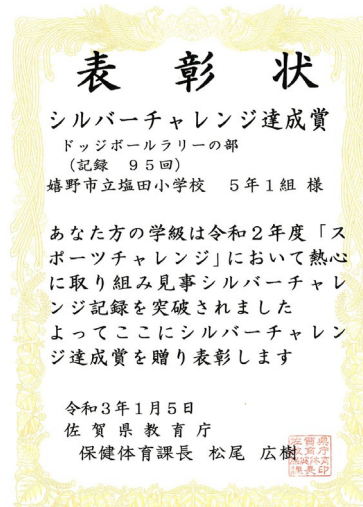 表彰状
シルバーチャレンジ達成賞
ドッジボールラリーの部
（記録　９５回）
嬉野市立塩田小学校　５年１組 様
あなた方の学級は令和２年度「ス
ポーツチャレンジ」において熱心
に取り組み見事シルバーチャレ
ンジ記録を突破されました
よってここにシルバーチャレン
ジ達成賞を贈り表彰します
令和３年１月５日
佐賀県教育庁
保健体育課長　松尾　広樹